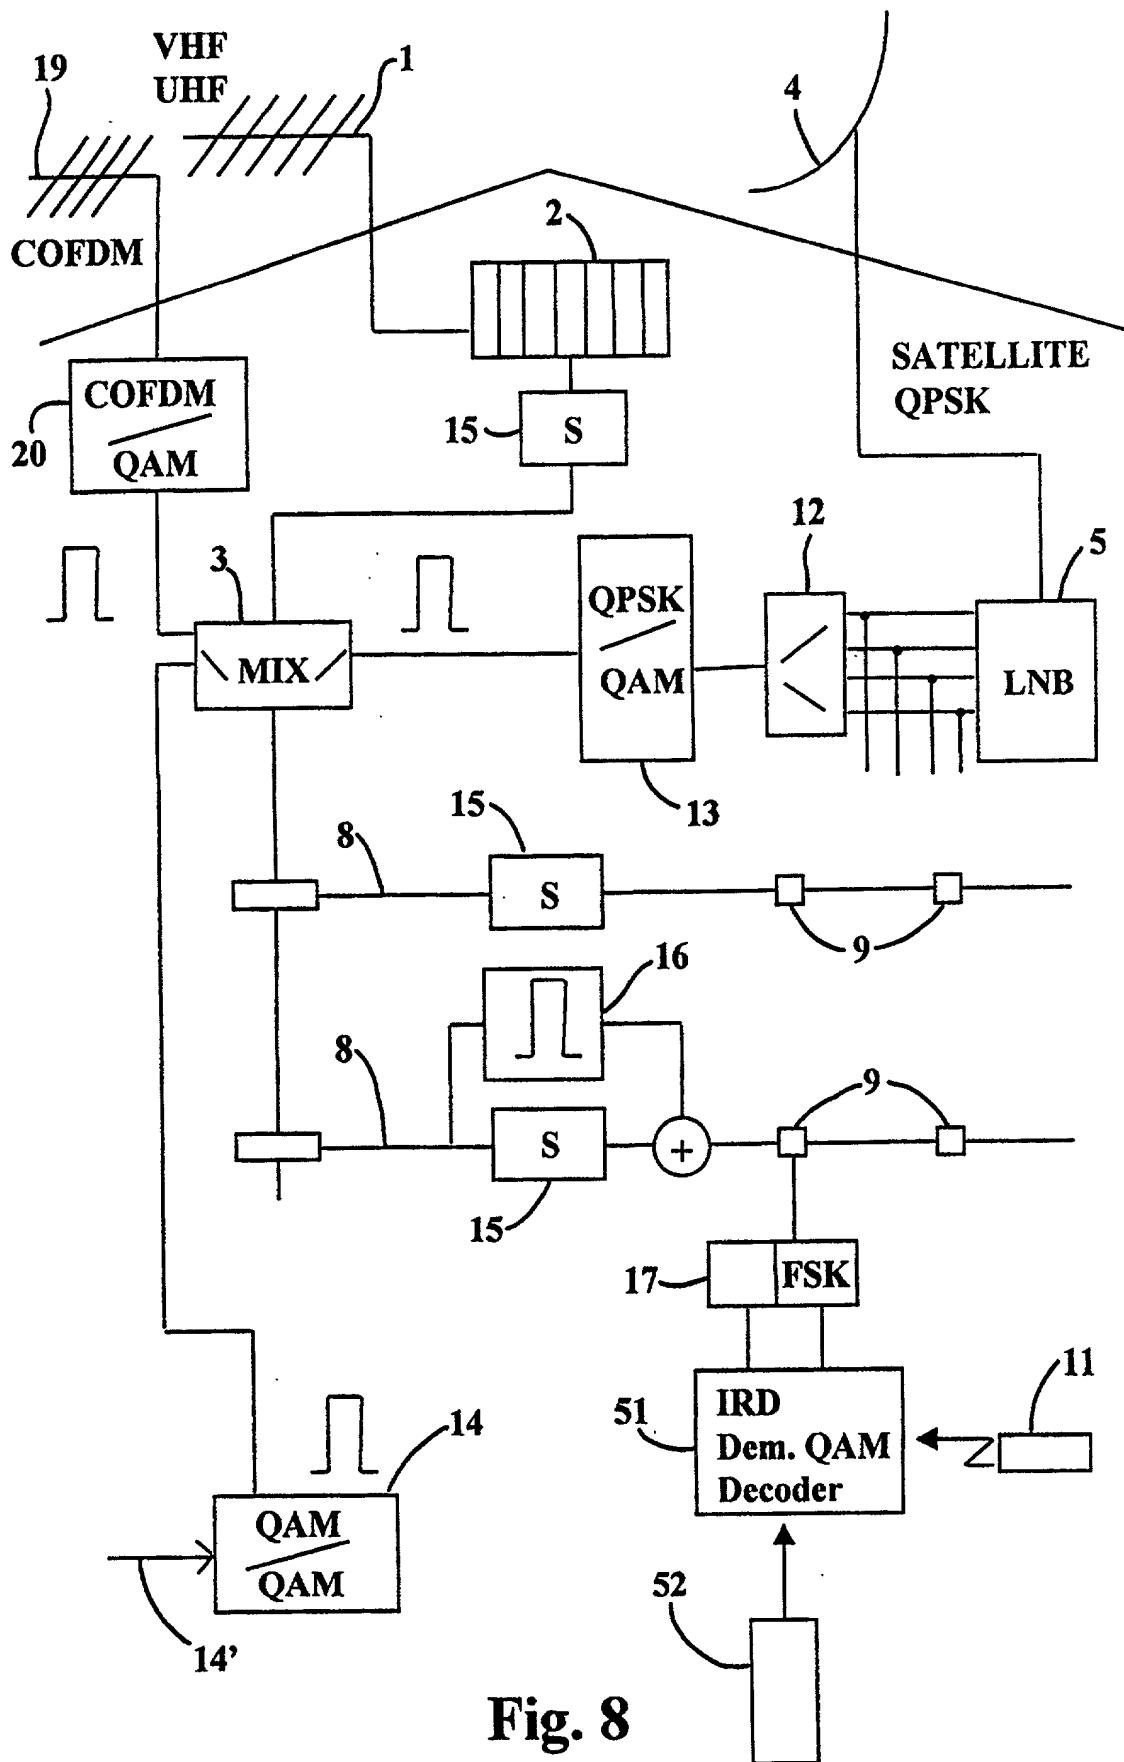 VHF
UHF
19
1
4
2
COFDM
SATELLITE
QPSK
COFDM
QAM
20
15
S
12
5
3
QPSK
QAM
MIX
LNB
13
15
8
S
9
16
8
9
S
+
15
17
FSK
11
51
IRD
Dem. QAM
Decoder
14
QAM
QAM
52
14’
Fig. 8